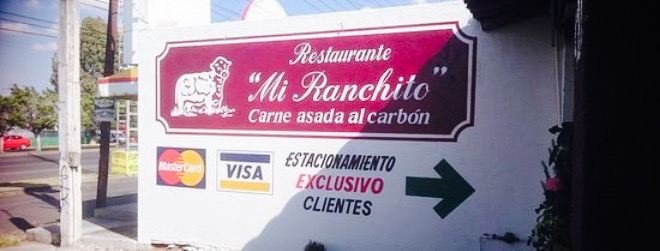 Restaurante
"Mi Ranchito"
Carne asada al carbón
MasterCard
VISA
ESTACIONAMIENTO
EXCLUSIVO
CLIENTES